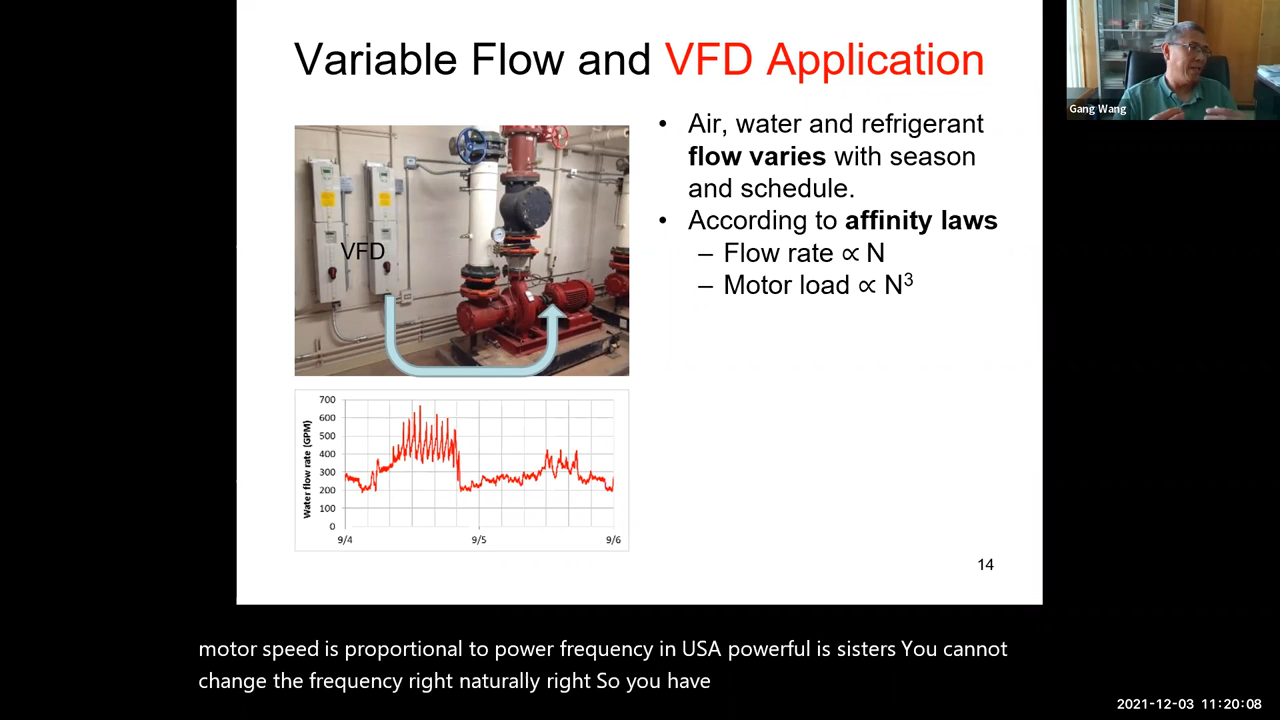 Variable Flow and VFD Application
Gang Wang
VFD
• Air, water and refrigerant
flow varies with season
and schedule.
• According to affinity laws
– Flow rate ∝ N
– Motor load ∝ N³
700
600
500
400
300
200
100
0
Water flow rate (GPM)
9/4
9/5
9/6
14
motor speed is proportional to power frequency in USA powerful is sisters You cannot
change the frequency right naturally right So you have
2021-12-03 11:20:08